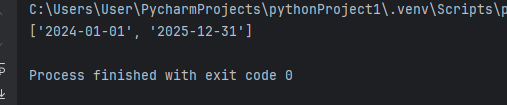 C:\Users\User\PycharmProjects\pythonProject1\.venv\Scripts\p
['2024-01-01', '2025-12-31']
Process finished with exit code 0